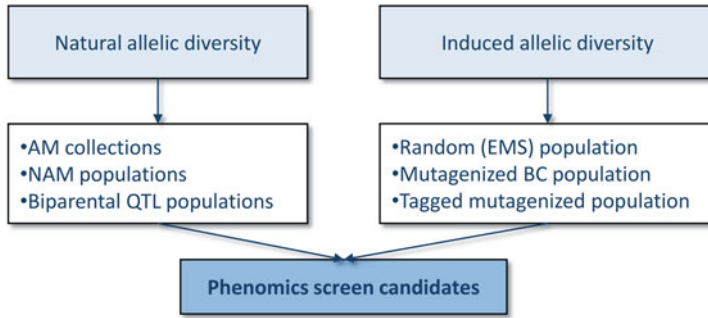 Natural allelic diversity
Induced allelic diversity
•AM collections
•NAM populations
•Biparental QTL populations
•Random (EMS) population
•Mutagenized BC population
•Tagged mutagenized population
Phenomics screen candidates